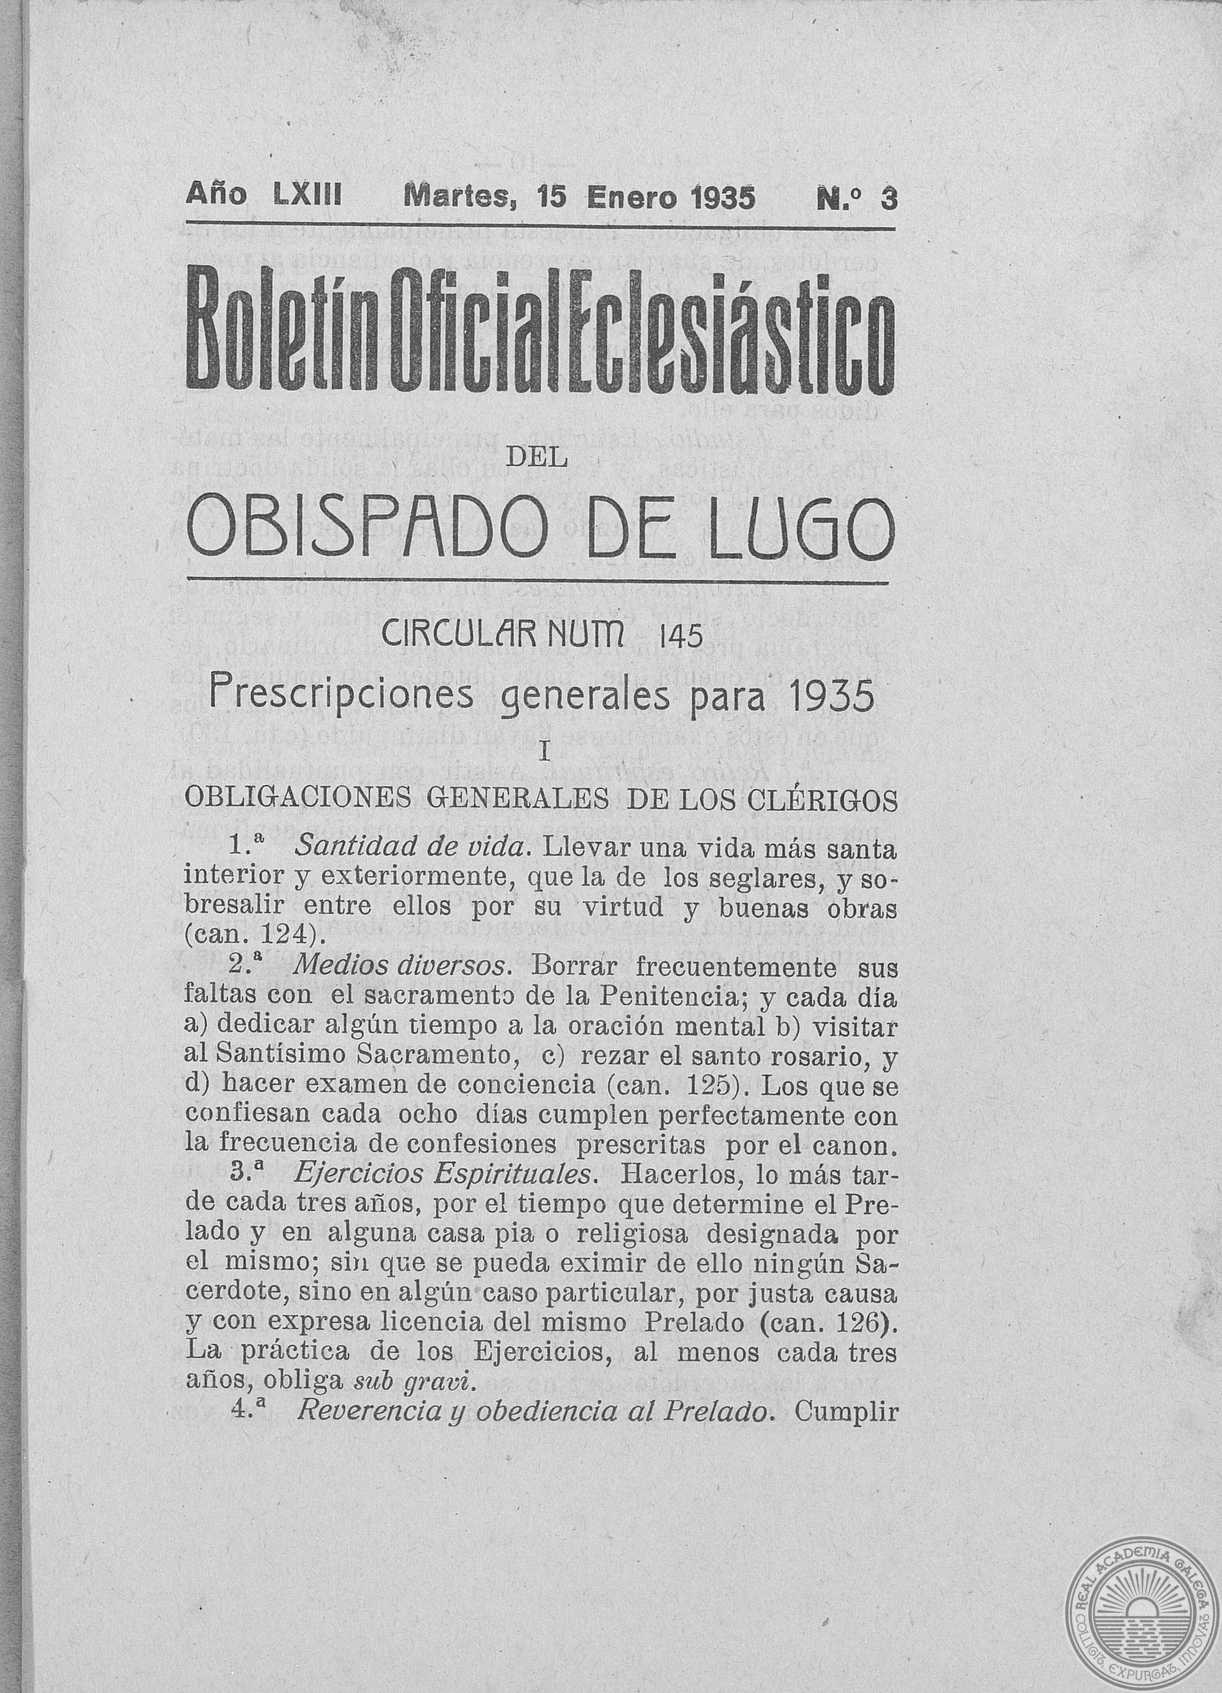 Año LXIII Martes, 15 Enero 1935 N.º 3
Boletín Oficial Eclesiástico
DEL
OBISPADO DE LUGO
CIRCULAR NUM 145
Prescripciones generales para 1935
I
OBLIGACIONES GENERALES DE LOS CLÉRIGOS
1.ª Santidad de vida. Llevar una vida más santa
interior y exteriormente, que la de los seglares, y so-
bresalir entre ellos por su virtud y buenas obras
(can. 124).
2.ª Medios diversos. Borrar frecuentemente sus
faltas con el sacramento de la Penitencia; y cada día
a) dedicar algún tiempo a la oración mental b) visitar
al Santísimo Sacramento, c) rezar el santo rosario, y
d) hacer examen de conciencia (can. 125). Los que se
confiesan cada ocho días cumplen perfectamente con
la frecuencia de confesiones prescritas por el canon.
3.ª Ejercicios Espirituales. Hacerlos, lo más tar-
de cada tres años, por el tiempo que determine el Pre-
lado y en alguna casa pia o religiosa designada por
el mismo; sin que se pueda eximir de ello ningún Sa-
cerdote, sino en algún caso particular, por justa causa
y con expresa licencia del mismo Prelado (can. 126).
La práctica de los Ejercicios, al menos cada tres
años, obliga sub gravi.
4.ª Reverencia y obediencia al Prelado. Cumplir
REAL ACADEMIA GALEGA
COLLIGIT, EXPURGAT, INNOVAT